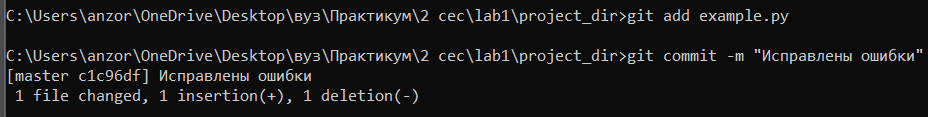 C:\Users\anzor\OneDrive\Desktop\вуз\Практикум\2 сес\lab1\project_dir>git add example.py
C:\Users\anzor\OneDrive\Desktop\вуз\Практикум\2 сес\lab1\project_dir>git commit -m "Исправлены ошибки"
[master c1c96df] Исправлены ошибки
1 file changed, 1 insertion(+), 1 deletion(-)